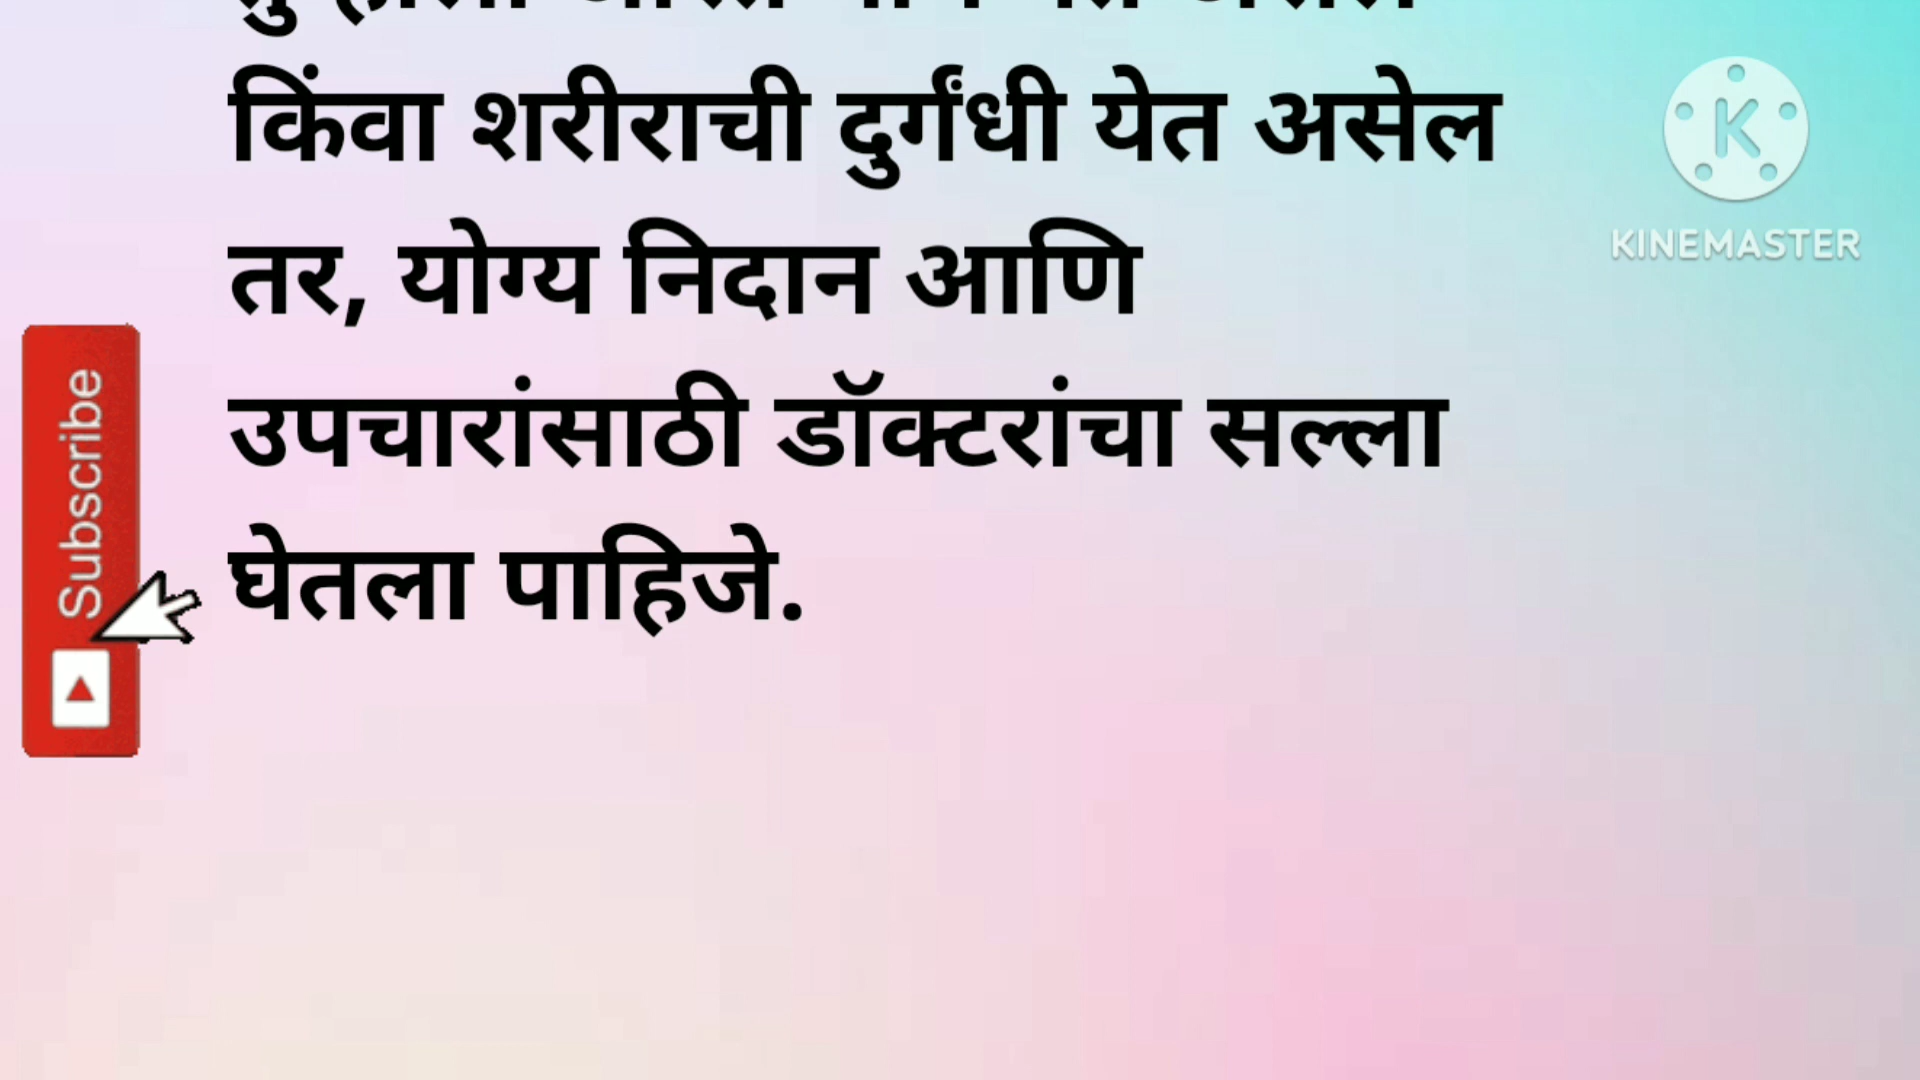 किंवा शरीराची दुर्गंधी येत असेल
तर, योग्य निदान आणि
उपचारांसाठी डॉक्टरांचा सल्ला
घेतला पाहिजे.
Subscribe
K
KINEMASTER